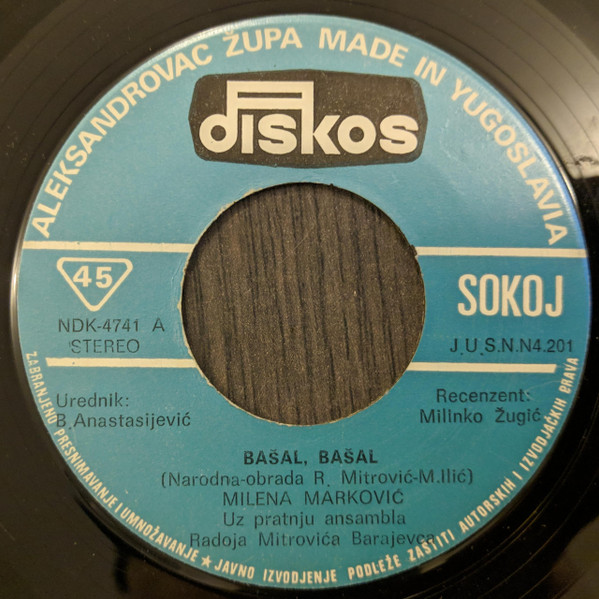 ALEKSANDROVAC ŽUPA MADE IN YUGOSLAVIA
diskos
45
SOKOJ
NDK-4741 A
STEREO
J.U.S.N.N4.201
Urednik:
B.Anastasijević
Recenzent:
Milinko Žugić
BAŠAL, BAŠAL
(Narodna-obrada R. Mitrović-M.Ilić)
MILENA MARKOVIĆ
Uz pratnju ansambla
Radoja Mitrovića Barajevca
ZABRANJENO PRESNIMAVANJE I UMNOŽAVANJE ★ JAVNO IZVODJENJE PODLEŽE ZAŠTITI AUTORSKIH I IZVODJAČKIH PRAVA